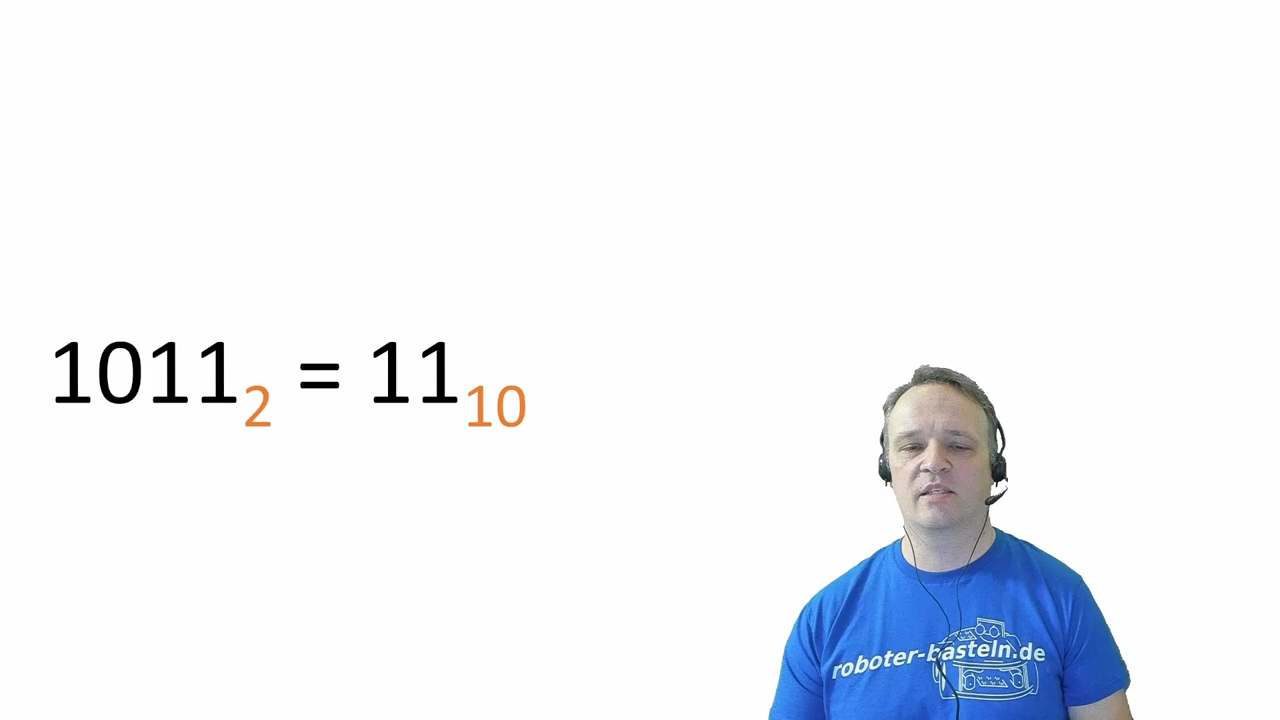 1011₂ = 11₁₀
roboter-basteln.de